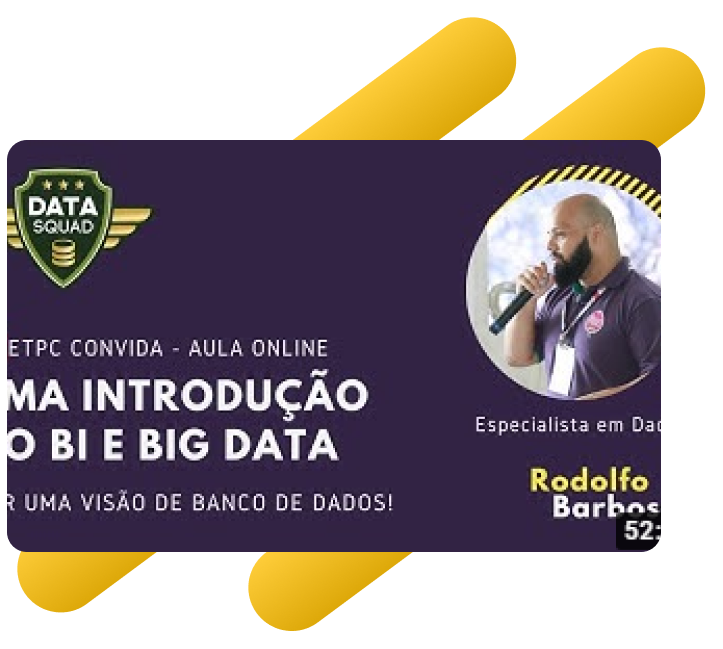 DATA
SQUAD
ETPC CONVIDA - AULA ONLINE
MA INTRODUÇÃO
O BI E BIG DATA
R UMA VISÃO DE BANCO DE DADOS!
Especialista em Dad
Rodolfo
Barbos
52: